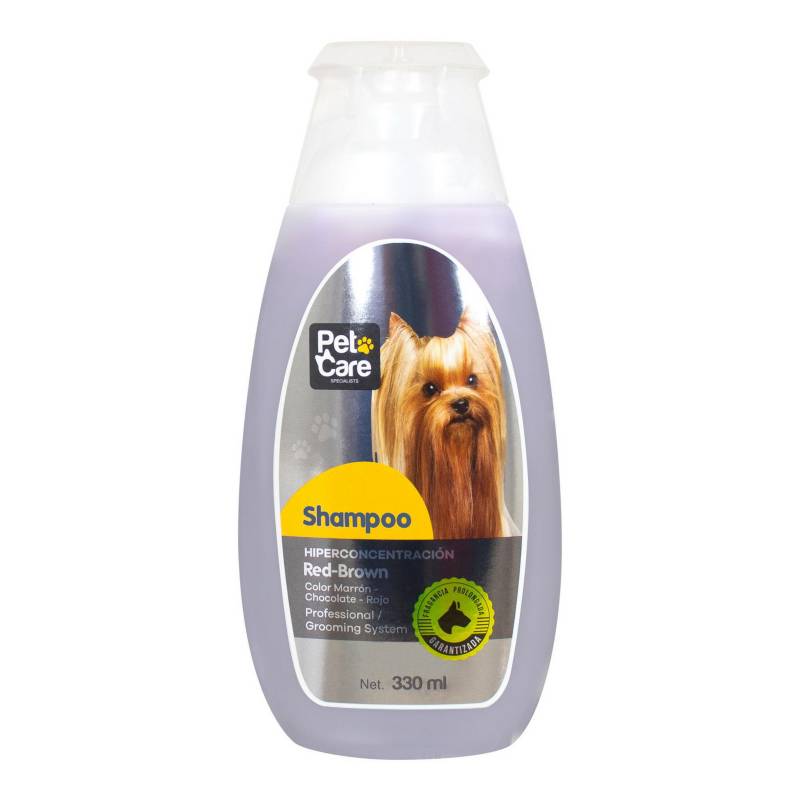 Pet
Care
SPECIALISTS
Shampoo
HIPERCONCENTRACIÓN
Red-Brown
Color Marrón -
Chocolate - Rojo
Professional /
Grooming System
FRAGANCIA PROLONGADA
GARANTIZADA
Net. 330 ml